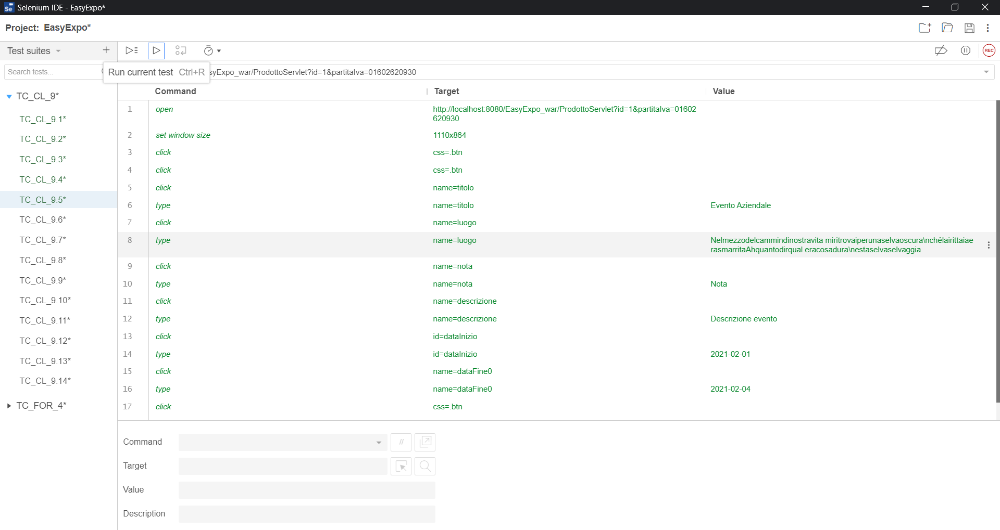 Selenium IDE - EasyExpo*
Project: EasyExpo*
Test suites
Search tests...
Run current test Ctrl+R
syExpo_war/ProdottoServlet?id=1&partitaIva=01602620930
REC
Command Target Value
TC_CL_9*
TC_CL_9.1*
TC_CL_9.2*
TC_CL_9.3*
TC_CL_9.4*
TC_CL_9.5*
TC_CL_9.6*
TC_CL_9.7*
TC_CL_9.8*
TC_CL_9.9*
TC_CL_9.10*
TC_CL_9.11*
TC_CL_9.12*
TC_CL_9.13*
TC_CL_9.14*
TC_FOR_4*
1 open http://localhost:8080/EasyExpo_war/ProdottoServlet?id=1&partitaIva=01602
620930
2 set window size 1110x864
3 click css=.btn
4 click css=.btn
5 click name=titolo
6 type name=titolo Evento Aziendale
7 click name=luogo
8 type name=luogo Nelmezzodelcammindinostravita miritrovaiperunaselvaoscura\nchélairittaiae
rasmarritaAhquantodirqual eracosadura\nestaselvaselvaggia
9 click name=nota
10 type name=nota Nota
11 click name=descrizione
12 type name=descrizione Descrizione evento
13 click id=dataInizio
14 type id=dataInizio 2021-02-01
15 click name=dataFine0
16 type name=dataFine0 2021-02-04
17 click css=.btn
Command //
Target
Value
Description